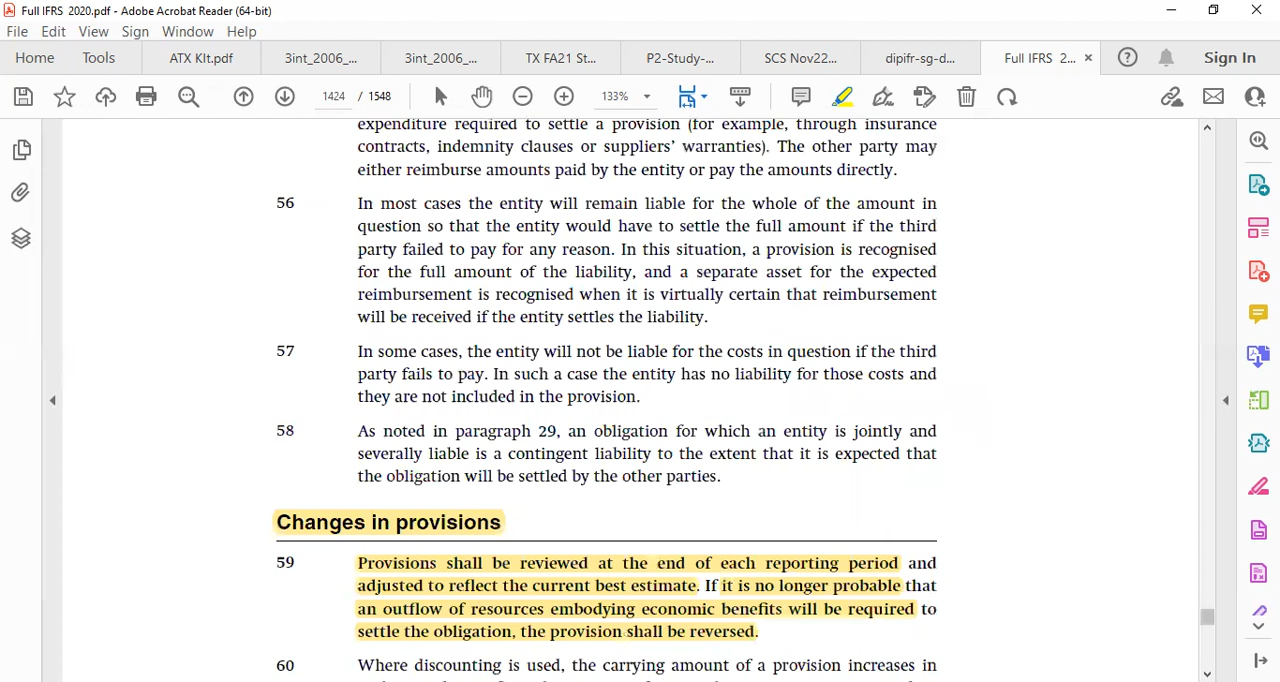 Full IFRS 2020.pdf - Adobe Acrobat Reader (64-bit)
File Edit View Sign Window Help
Home Tools ATX KIt.pdf 3int_2006_... 3int_2006_... TX FA21 St... P2-Study-... SCS Nov22... dipifr-sg-d... Full IFRS 2... × Sign In
1424 / 1548 133%
expenditure required to settle a provision (for example, through insurance
contracts, indemnity clauses or suppliers’ warranties). The other party may
either reimburse amounts paid by the entity or pay the amounts directly.
56 In most cases the entity will remain liable for the whole of the amount in
question so that the entity would have to settle the full amount if the third
party failed to pay for any reason. In this situation, a provision is recognised
for the full amount of the liability, and a separate asset for the expected
reimbursement is recognised when it is virtually certain that reimbursement
will be received if the entity settles the liability.
57 In some cases, the entity will not be liable for the costs in question if the third
party fails to pay. In such a case the entity has no liability for those costs and
they are not included in the provision.
58 As noted in paragraph 29, an obligation for which an entity is jointly and
severally liable is a contingent liability to the extent that it is expected that
the obligation will be settled by the other parties.
Changes in provisions
59 Provisions shall be reviewed at the end of each reporting period and
adjusted to reflect the current best estimate. If it is no longer probable that
an outflow of resources embodying economic benefits will be required to
settle the obligation, the provision shall be reversed.
60 Where discounting is used, the carrying amount of a provision increases in